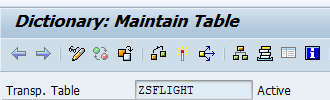 Dictionary: Maintain Table
Transp. Table ZSFLIGHT Active